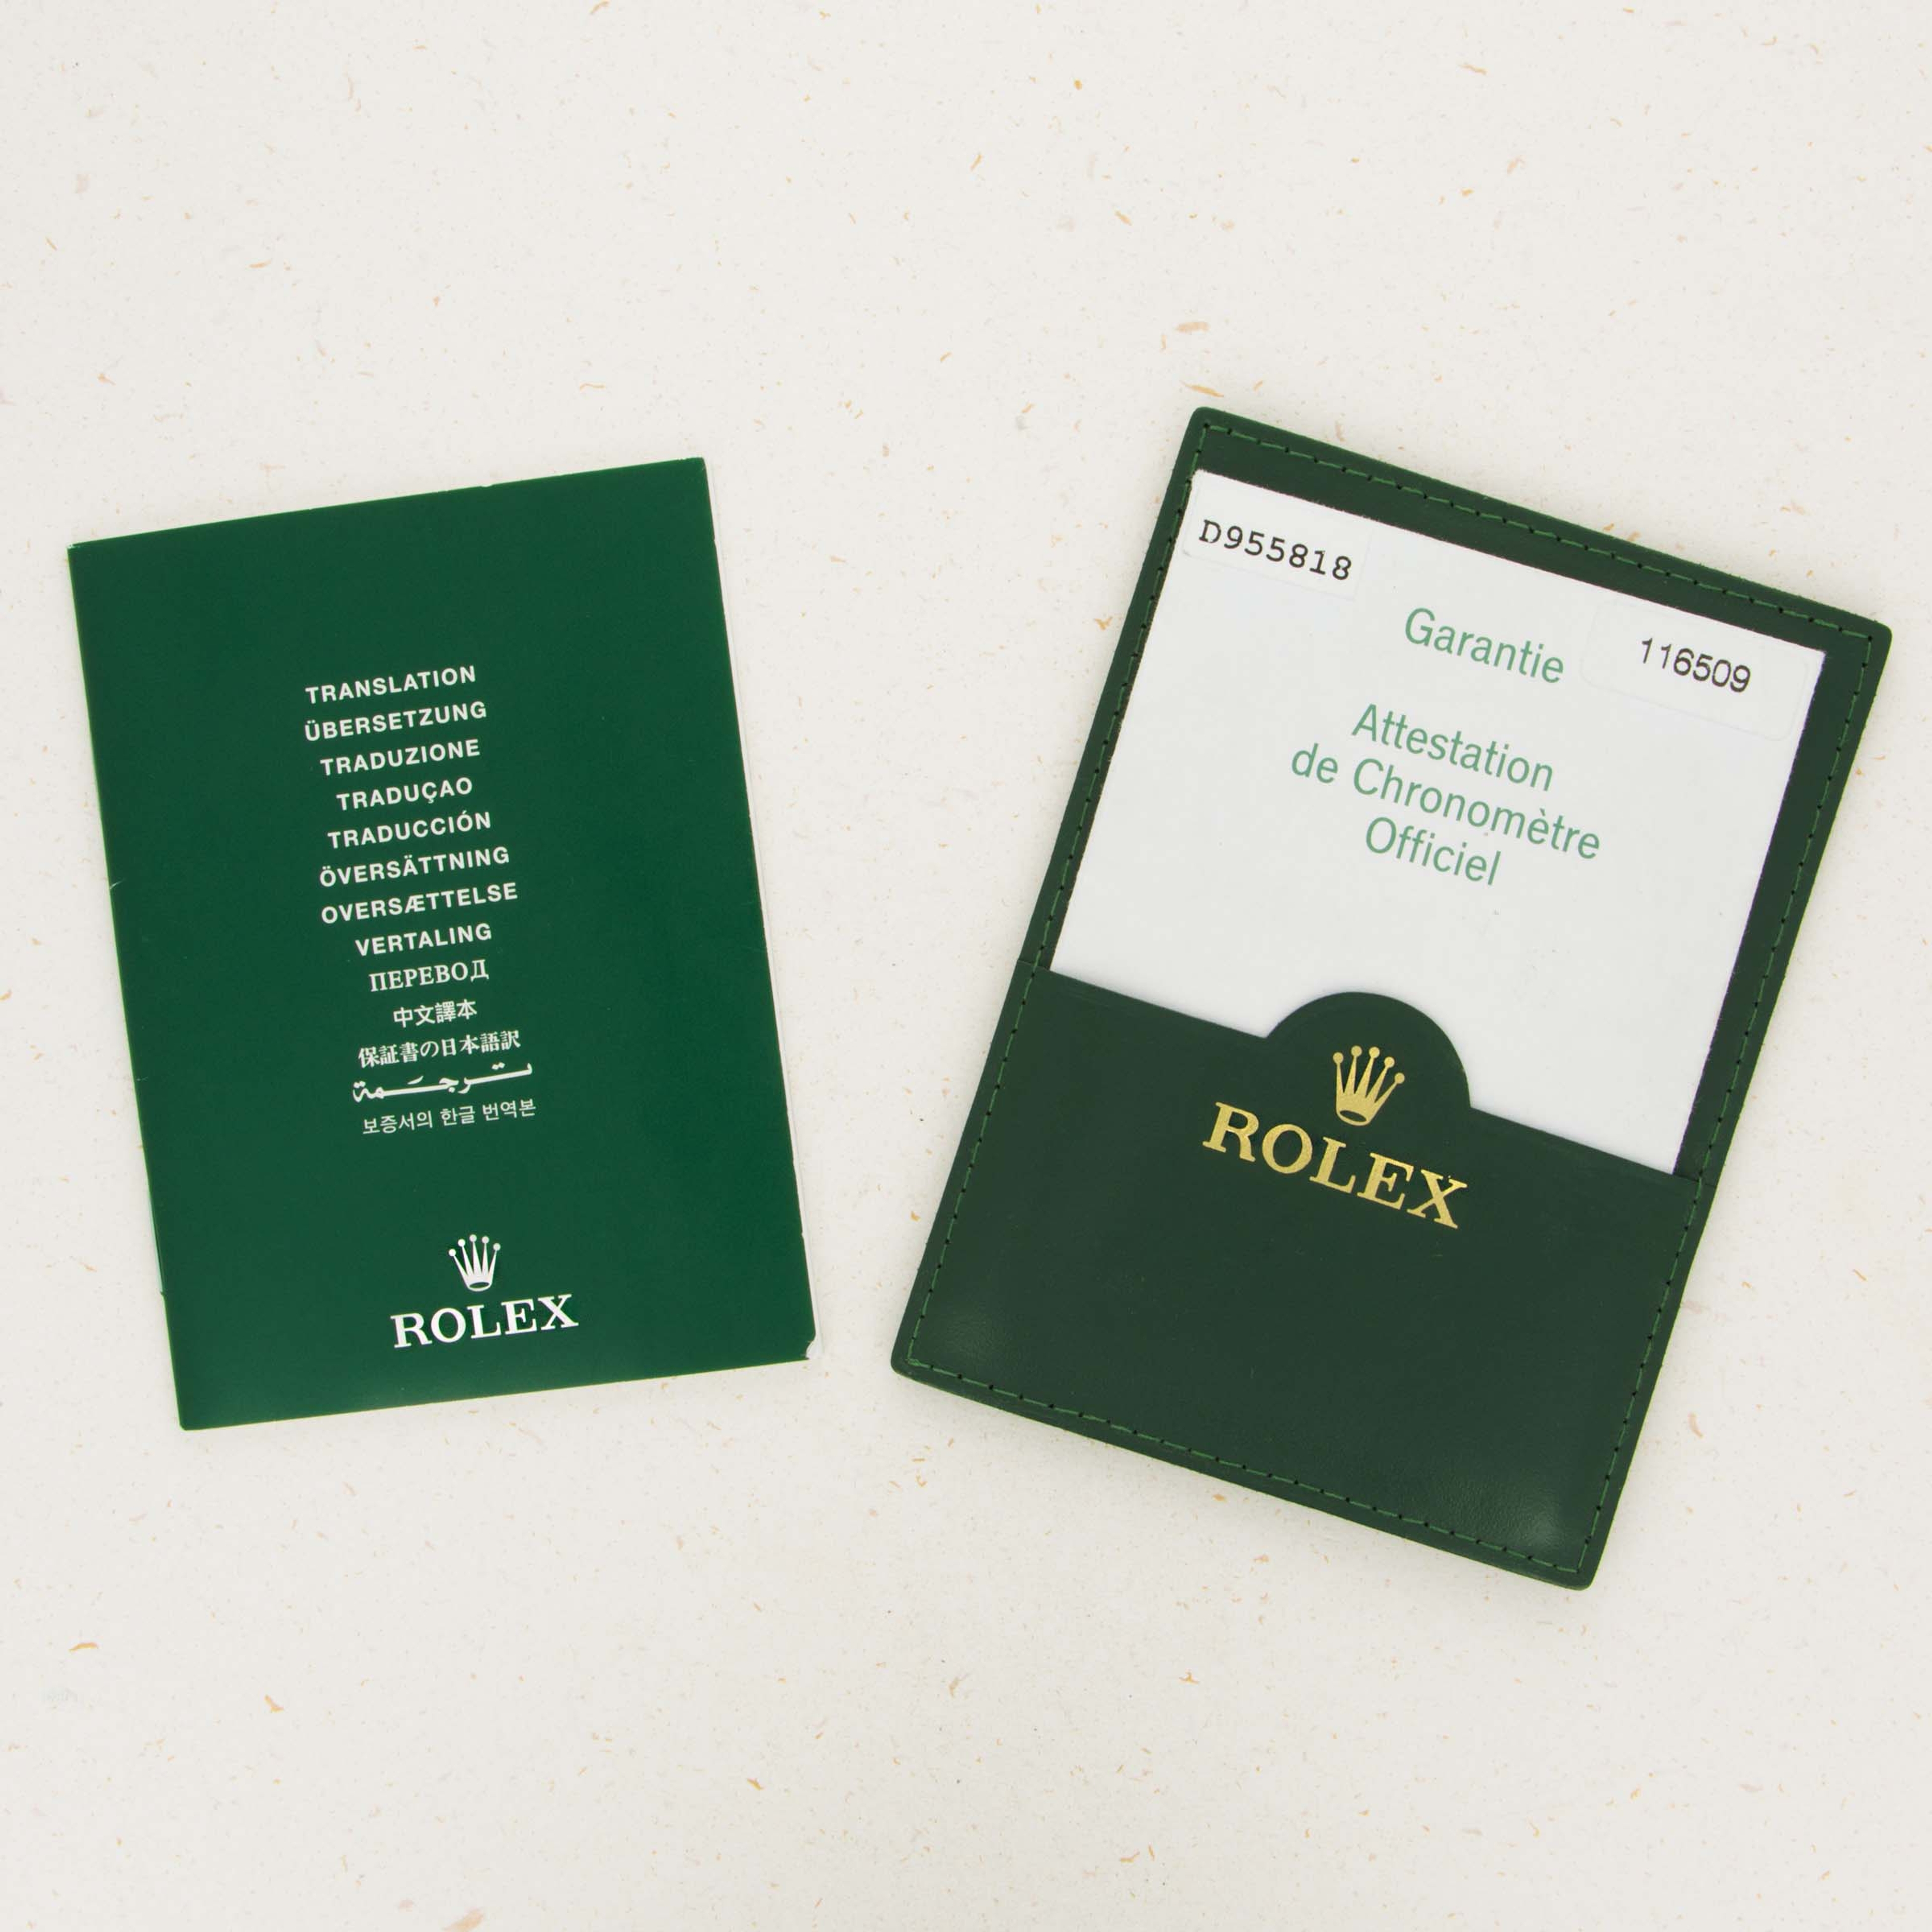 TRANSLATION
ÜBERSETZUNG
TRADUZIONE
TRADUÇAO
TRADUCCIÓN
ÖVERSÄTTNING
OVERSÆTTELSE
VERTALING
ПЕРЕВОД
中文譯本
保証書の日本語訳
ترجمة
보증서의 한글 번역본
ROLEX
D955818
Garantie
116509
Attestation
de Chronomètre
Officiel
ROLEX